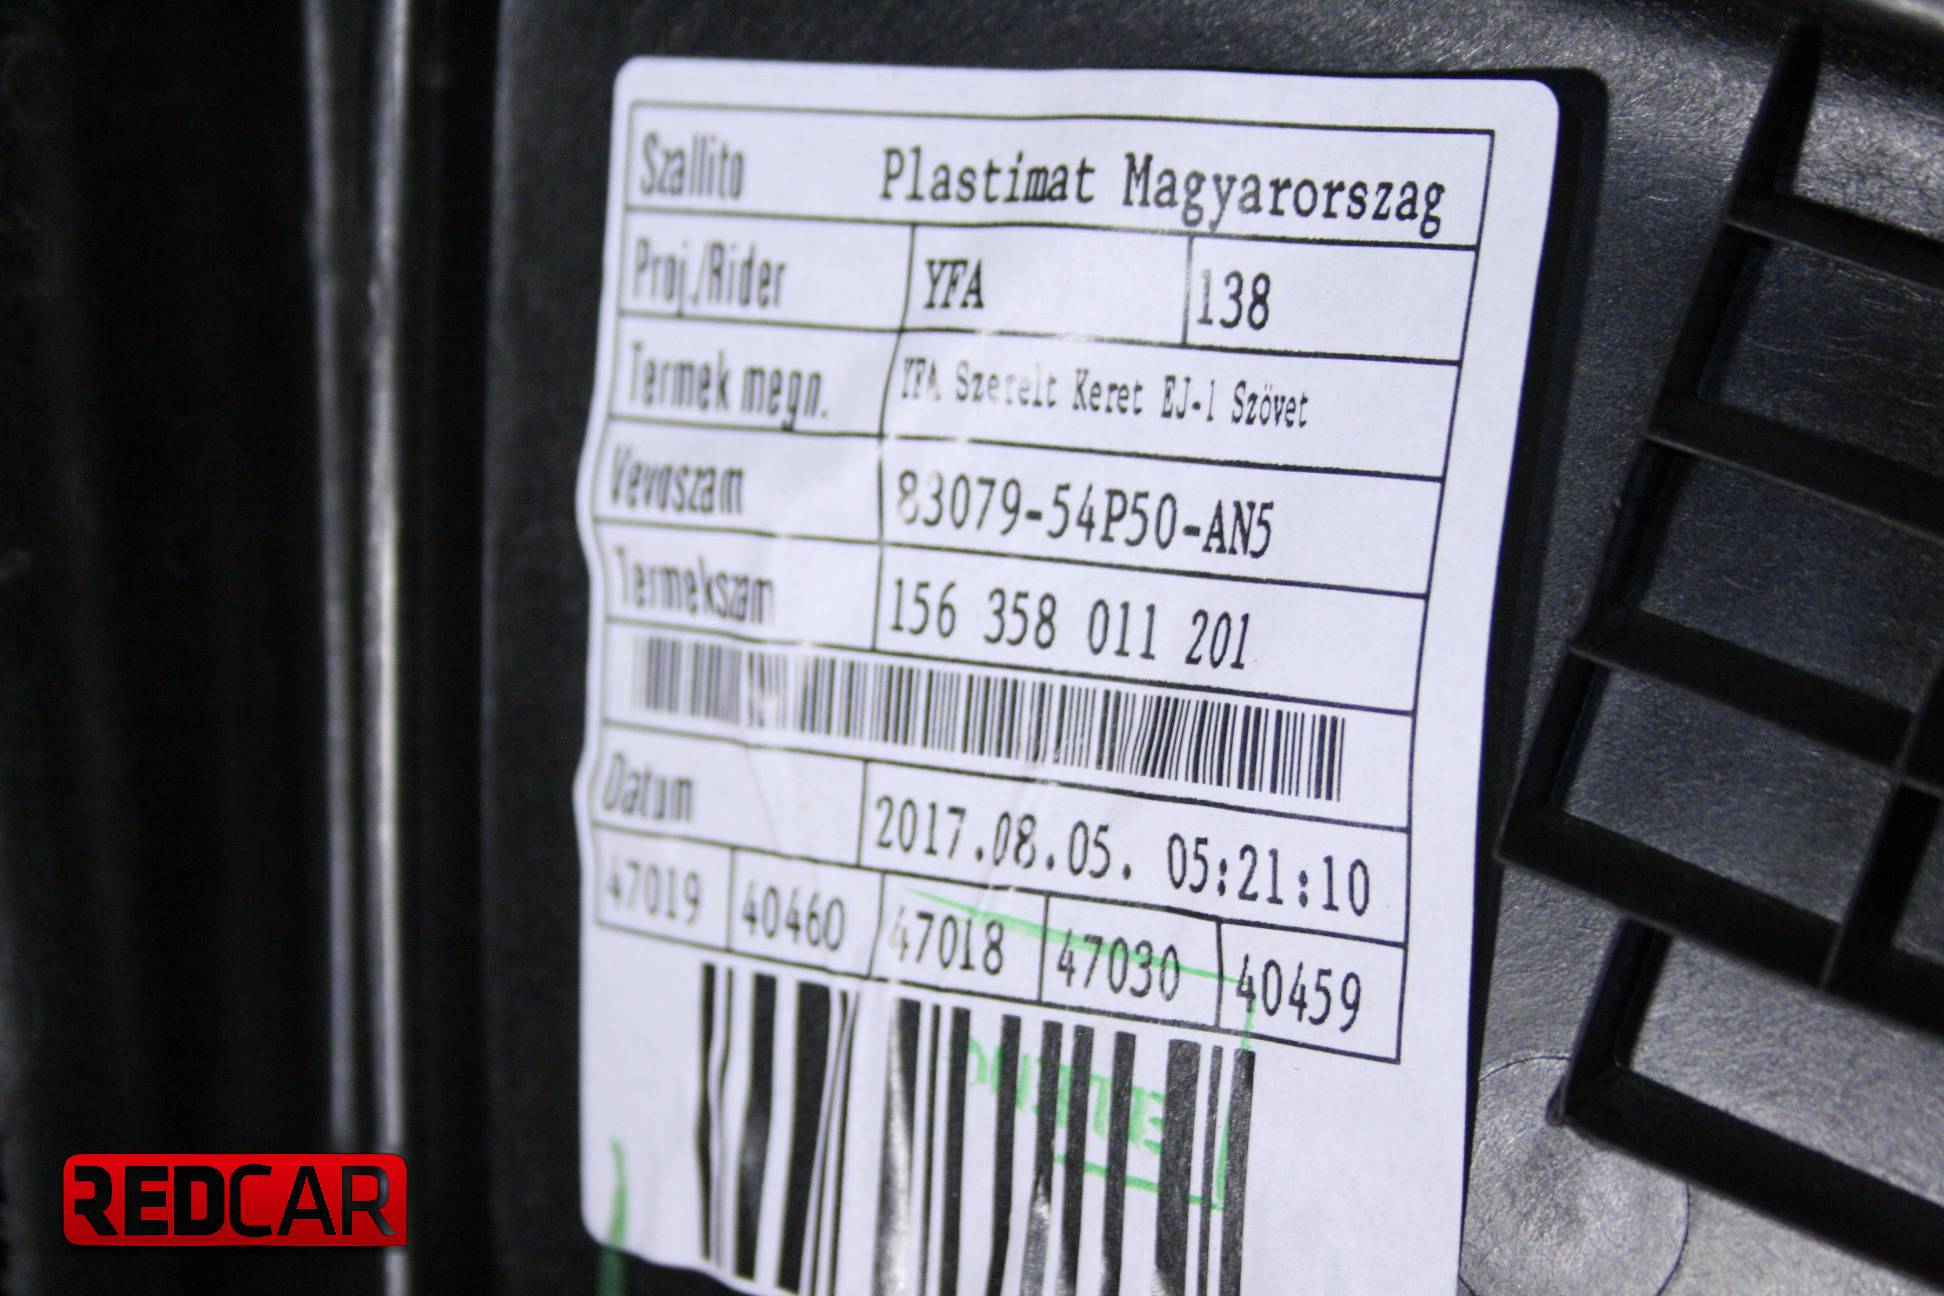 Szallito Plastimat Magyarorszag
Proj./Rider YFA 138
Termek megn. YFA Szerelt Keret EJ-1 Szövet
Vevoszam 83079-54P50-AN5
Termekszam 156 358 011 201
Datum 2017.08.05. 05:21:10
47019 40460 47018 47030 40459
REDCAR